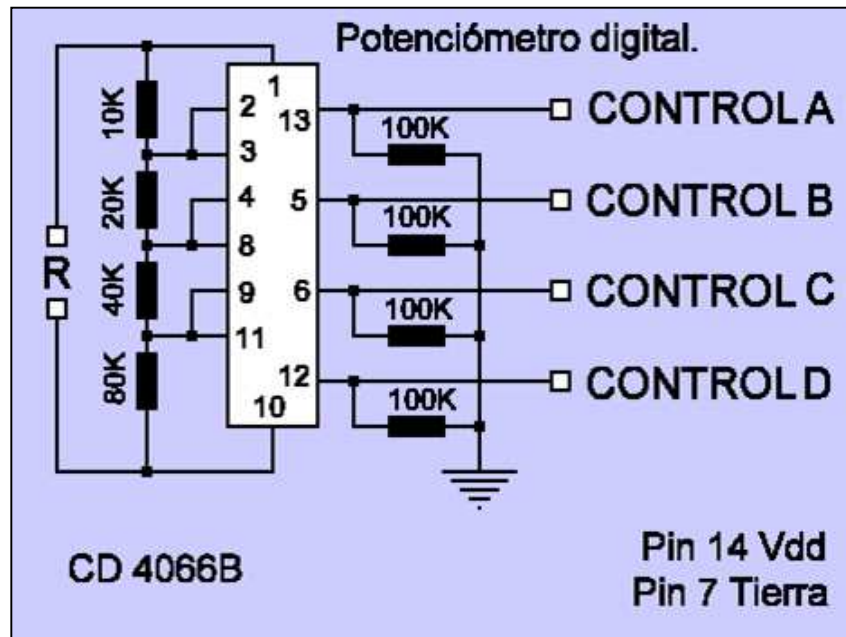 Potenciómetro digital.
1
10K
2
13
CONTROL A
100K
3
20K
4
5
CONTROL B
100K
8
R
40K
9
6
CONTROL C
100K
11
80K
12
CONTROL D
100K
10
CD 4066B
Pin 14 Vdd
Pin 7 Tierra